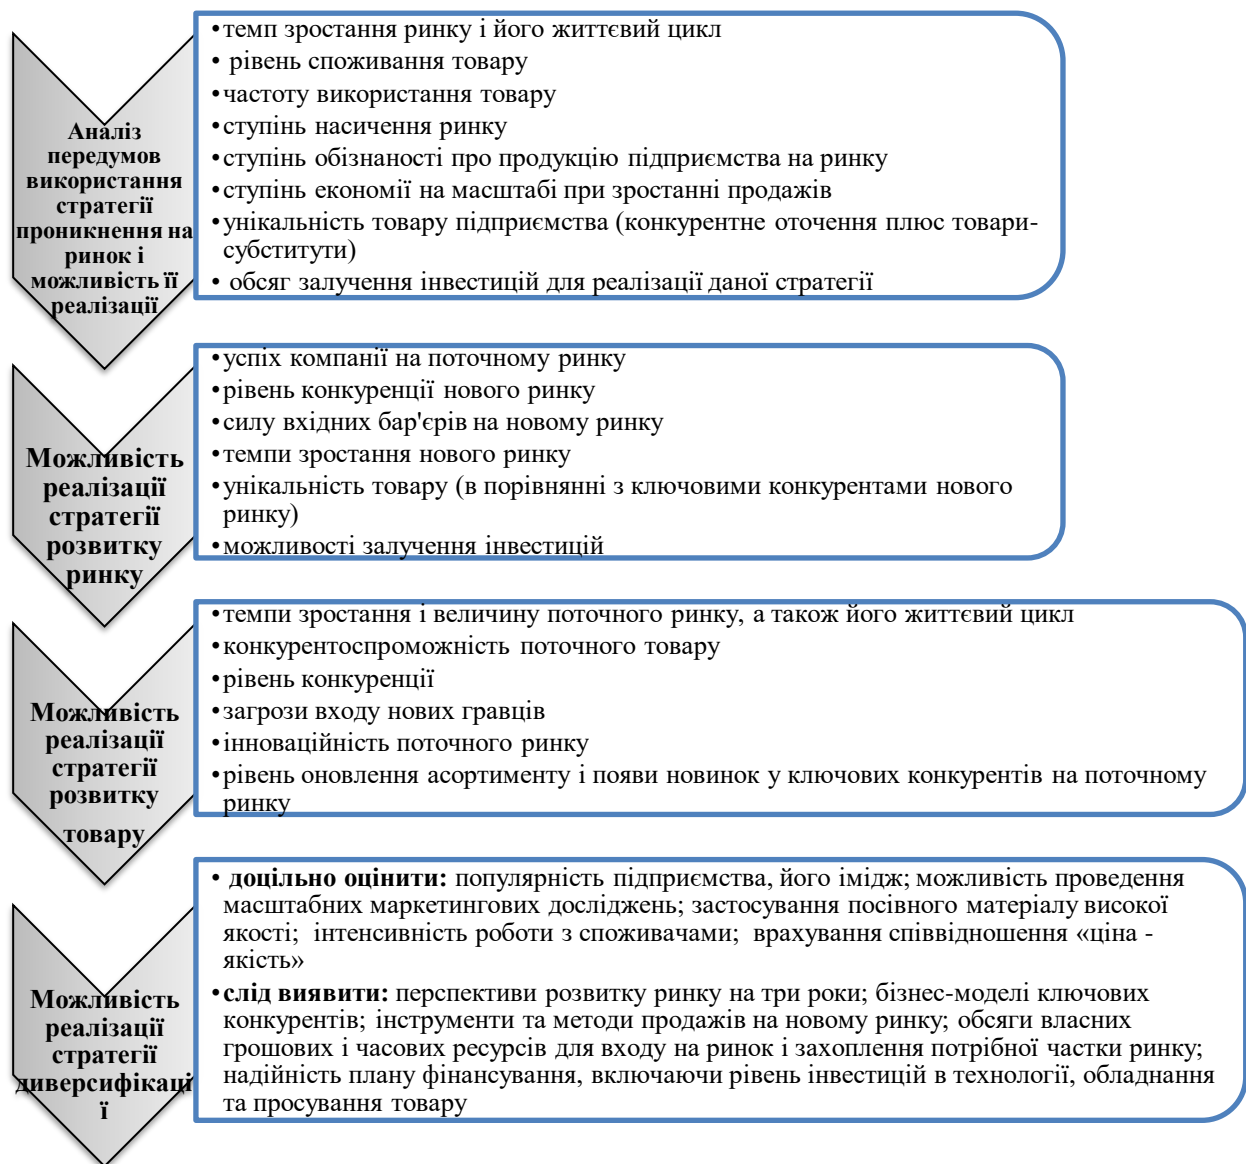 Аналіз
передумов
використання
стратегії
проникнення на
ринок і
можливість її
реалізації
•темп зростання ринку і його життєвий цикл
• рівень споживання товару
•частоту використання товару
•ступінь насичення ринку
•ступінь обізнаності про продукцію підприємства на ринку
•ступінь економії на масштабі при зростанні продажів
•унікальність товару підприємства (конкурентне оточення плюс товари-
субститути)
• обсяг залучення інвестицій для реалізації даної стратегії
Можливість
реалізації
стратегії
розвитку
ринку
•успіх компанії на поточному ринку
•рівень конкуренції нового ринку
•силу вхідних бар'єрів на новому ринку
•темпи зростання нового ринку
•унікальність товару (в порівнянні з ключовими конкурентами нового
ринку)
•можливості залучення інвестицій
Можливість
реалізації
стратегії
розвитку
товару
•темпи зростання і величину поточного ринку, а також його життєвий цикл
•конкурентоспроможність поточного товару
•рівень конкуренції
•загрози входу нових гравців
•інноваційність поточного ринку
•рівень оновлення асортименту і появи новинок у ключових конкурентів на поточному
ринку
Можливість
реалізації
стратегії
диверсифікаці
ї
• доцільно оцінити: популярність підприємства, його імідж; можливість проведення
масштабних маркетингових досліджень; застосування посівного матеріалу високої
якості; інтенсивність роботи з споживачами; врахування співвідношення «ціна -
якість»
•слід виявити: перспективи розвитку ринку на три роки; бізнес-моделі ключових
конкурентів; інструменти та методи продажів на новому ринку; обсяги власних
грошових і часових ресурсів для входу на ринок і захоплення потрібної частки ринку;
надійність плану фінансування, включаючи рівень інвестицій в технології, обладнання
та просування товару